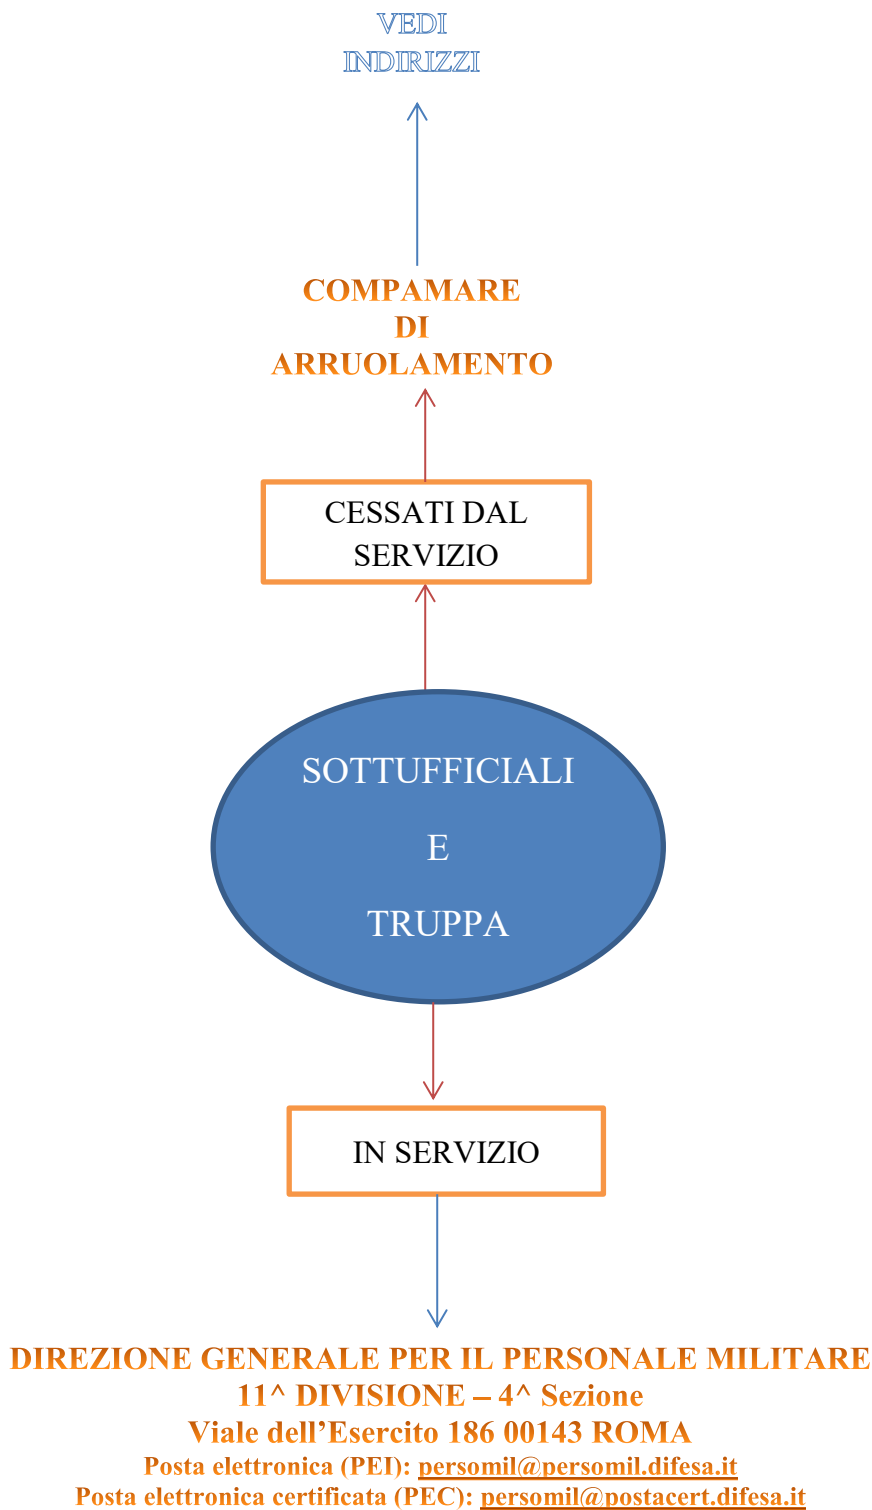 VEDI
INDIRIZZI
COMPAMARE
DI
ARRUOLAMENTO
CESSATI DAL
SERVIZIO
SOTTUFFICIALI
E
TRUPPA
IN SERVIZIO
DIREZIONE GENERALE PER IL PERSONALE MILITARE
11^ DIVISIONE – 4^ Sezione
Viale dell’Esercito 186 00143 ROMA
Posta elettronica (PEI): persomil@persomil.difesa.it
Posta elettronica certificata (PEC): persomil@postacert.difesa.it